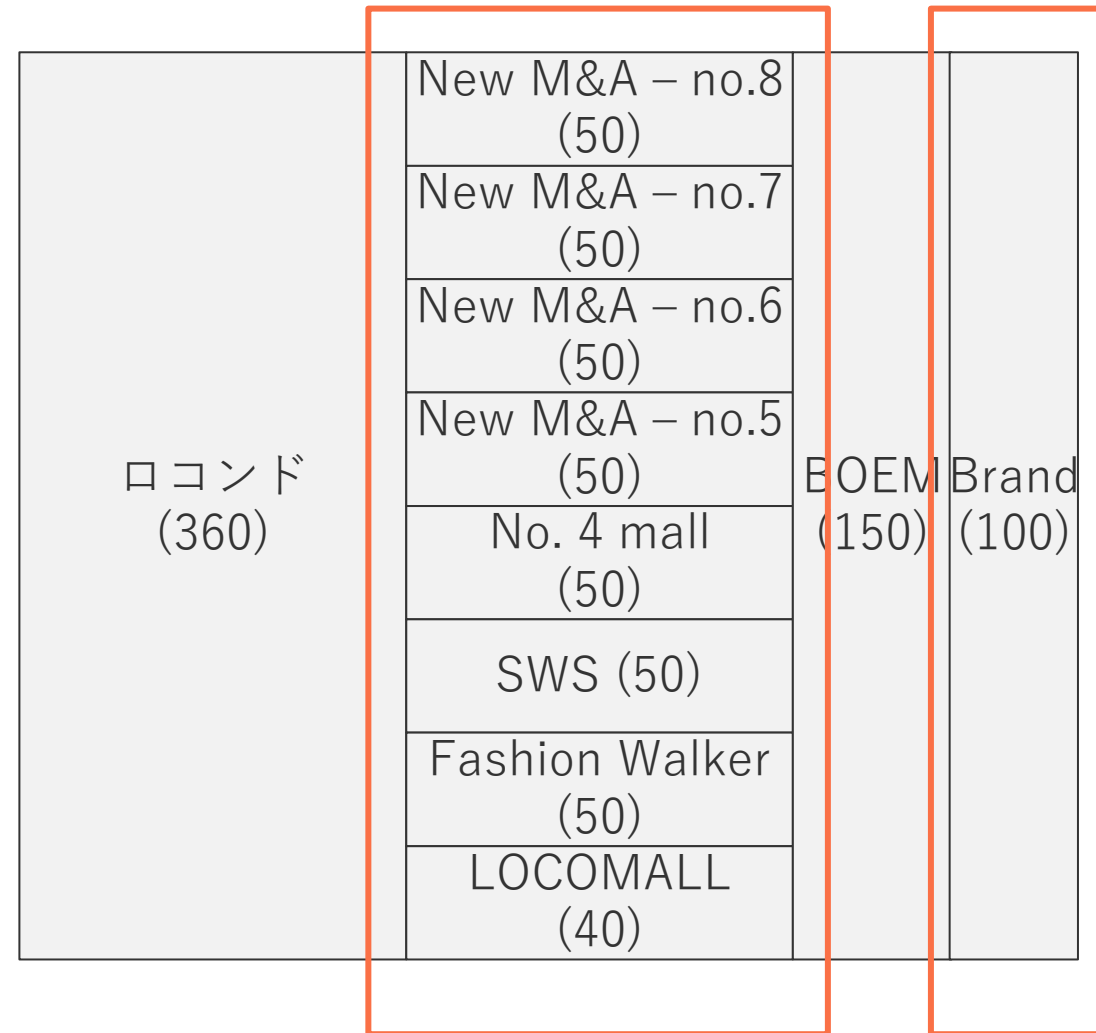 New M&A – no.8
(50)
New M&A – no.7
(50)
New M&A – no.6
(50)
New M&A – no.5
(50)
ロコンド
(360)
No. 4 mall
(50)
SWS (50)
Fashion Walker
(50)
LOCOMALL
(40)
BOEM
(150)
Brand
(100)